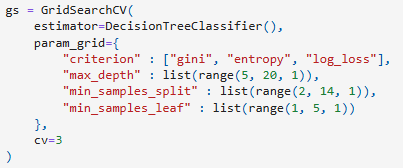 gs = GridSearchCV(
    estimator=DecisionTreeClassifier(),
    param_grid={
        "criterion" : ["gini", "entropy", "log_loss"],
        "max_depth" : list(range(5, 20, 1)),
        "min_samples_split" : list(range(2, 14, 1)),
        "min_samples_leaf" : list(range(1, 5, 1))
    },
    cv=3
)